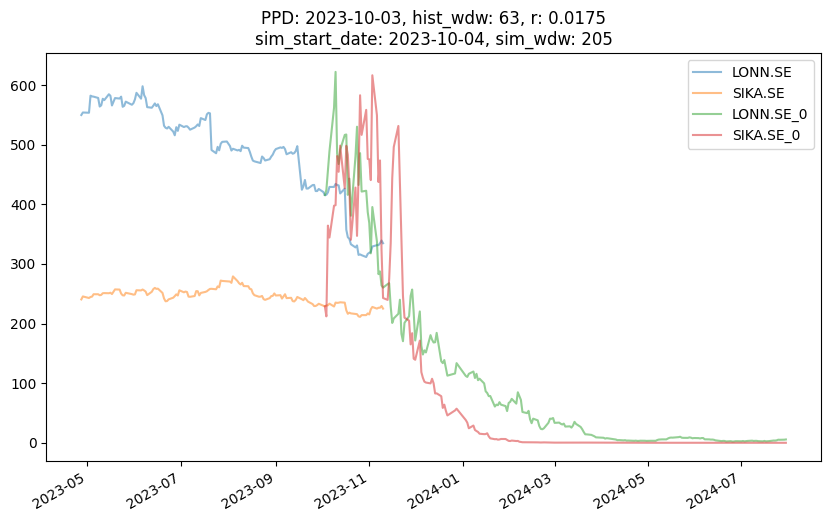 PPD: 2023-10-03, hist_wdw: 63, r: 0.0175
sim_start_date: 2023-10-04, sim_wdw: 205
LONN.SE
SIKA.SE
LONN.SE_0
SIKA.SE_0
600
500
400
300
200
100
0
2023-05
2023-07
2023-09
2023-11
2024-01
2024-03
2024-05
2024-07